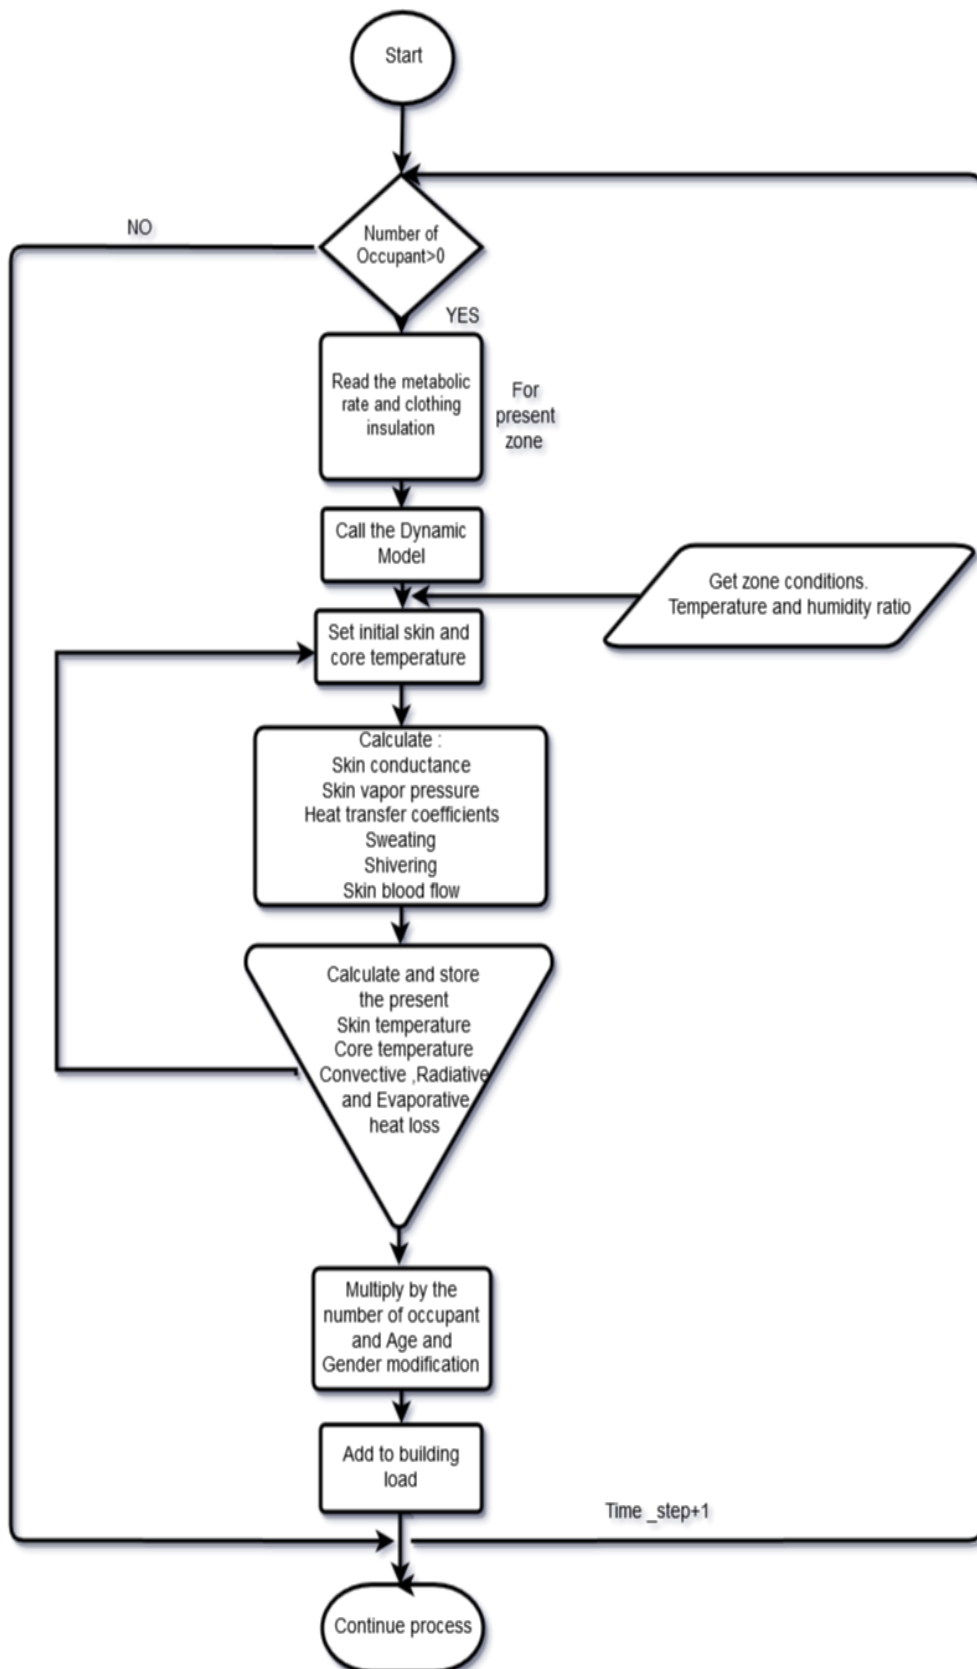 Start
NO
Number of
Occupant>0
YES
Read the metabolic
rate and clothing
insulation
For
present
zone
Call the Dynamic
Model
Get zone conditions.
Temperature and humidity ratio
Set initial skin and
core temperature
Calculate :
Skin conductance
Skin vapor pressure
Heat transfer coefficients
Sweating
Shivering
Skin blood flow
Calculate and store
the present
Skin temperature
Core temperature
Convective ,Radiative
and Evaporative
heat loss
Multiply by the
number of occupant
and Age and
Gender modification
Add to building
load
Time _step+1
Continue process